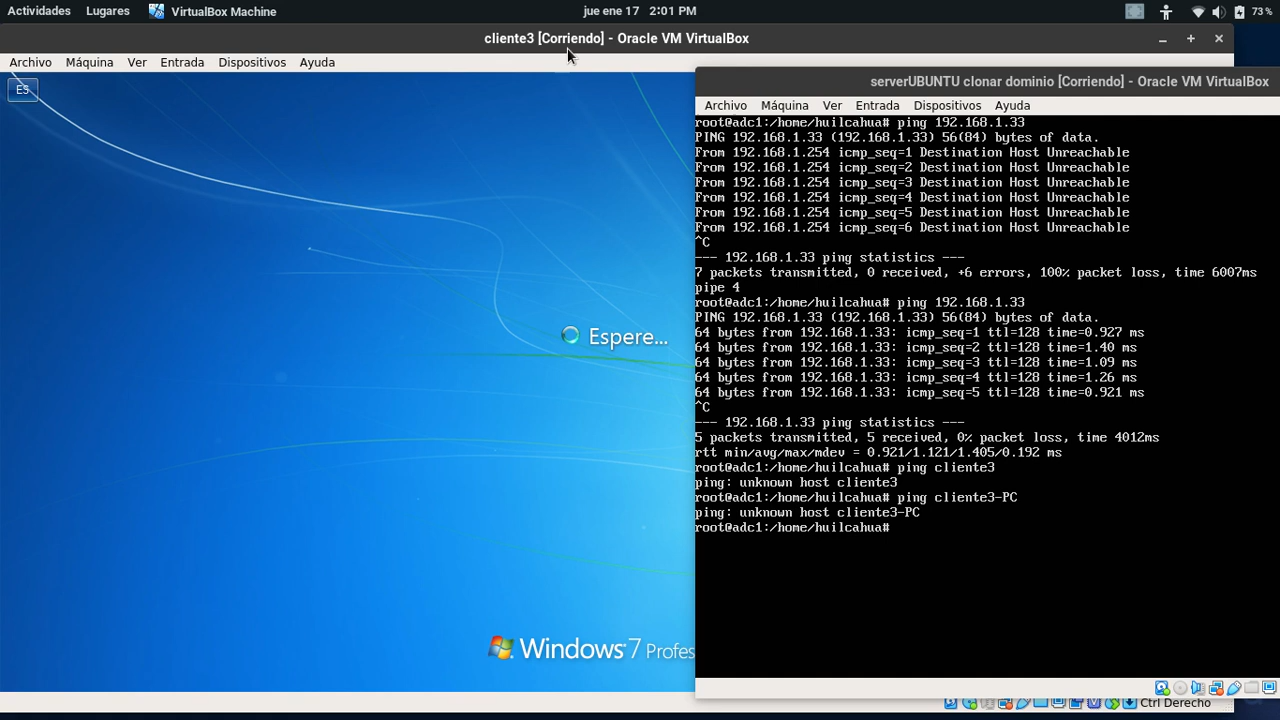 Actividades Lugares VirtualBox Machine jue ene 17 2:01 PM 73 %
cliente3 [Corriendo] - Oracle VM VirtualBox
Archivo Máquina Ver Entrada Dispositivos Ayuda
ES
Espere...
Windows 7 Profes
serverUBUNTU clonar dominio [Corriendo] - Oracle VM VirtualBox
Archivo Máquina Ver Entrada Dispositivos Ayuda
root@adc1:/home/huilcahua# ping 192.168.1.33
PING 192.168.1.33 (192.168.1.33) 56(84) bytes of data.
From 192.168.1.254 icmp_seq=1 Destination Host Unreachable
From 192.168.1.254 icmp_seq=2 Destination Host Unreachable
From 192.168.1.254 icmp_seq=3 Destination Host Unreachable
From 192.168.1.254 icmp_seq=4 Destination Host Unreachable
From 192.168.1.254 icmp_seq=5 Destination Host Unreachable
From 192.168.1.254 icmp_seq=6 Destination Host Unreachable
^C
--- 192.168.1.33 ping statistics ---
7 packets transmitted, 0 received, +6 errors, 100% packet loss, time 6007ms
pipe 4
root@adc1:/home/huilcahua# ping 192.168.1.33
PING 192.168.1.33 (192.168.1.33) 56(84) bytes of data.
64 bytes from 192.168.1.33: icmp_seq=1 ttl=128 time=0.927 ms
64 bytes from 192.168.1.33: icmp_seq=2 ttl=128 time=1.40 ms
64 bytes from 192.168.1.33: icmp_seq=3 ttl=128 time=1.09 ms
64 bytes from 192.168.1.33: icmp_seq=4 ttl=128 time=1.26 ms
64 bytes from 192.168.1.33: icmp_seq=5 ttl=128 time=0.921 ms
^C
--- 192.168.1.33 ping statistics ---
5 packets transmitted, 5 received, 0% packet loss, time 4012ms
rtt min/avg/max/mdev = 0.921/1.121/1.405/0.192 ms
root@adc1:/home/huilcahua# ping cliente3
ping: unknown host cliente3
root@adc1:/home/huilcahua# ping cliente3-PC
ping: unknown host cliente3-PC
root@adc1:/home/huilcahua#
Ctrl Derecho